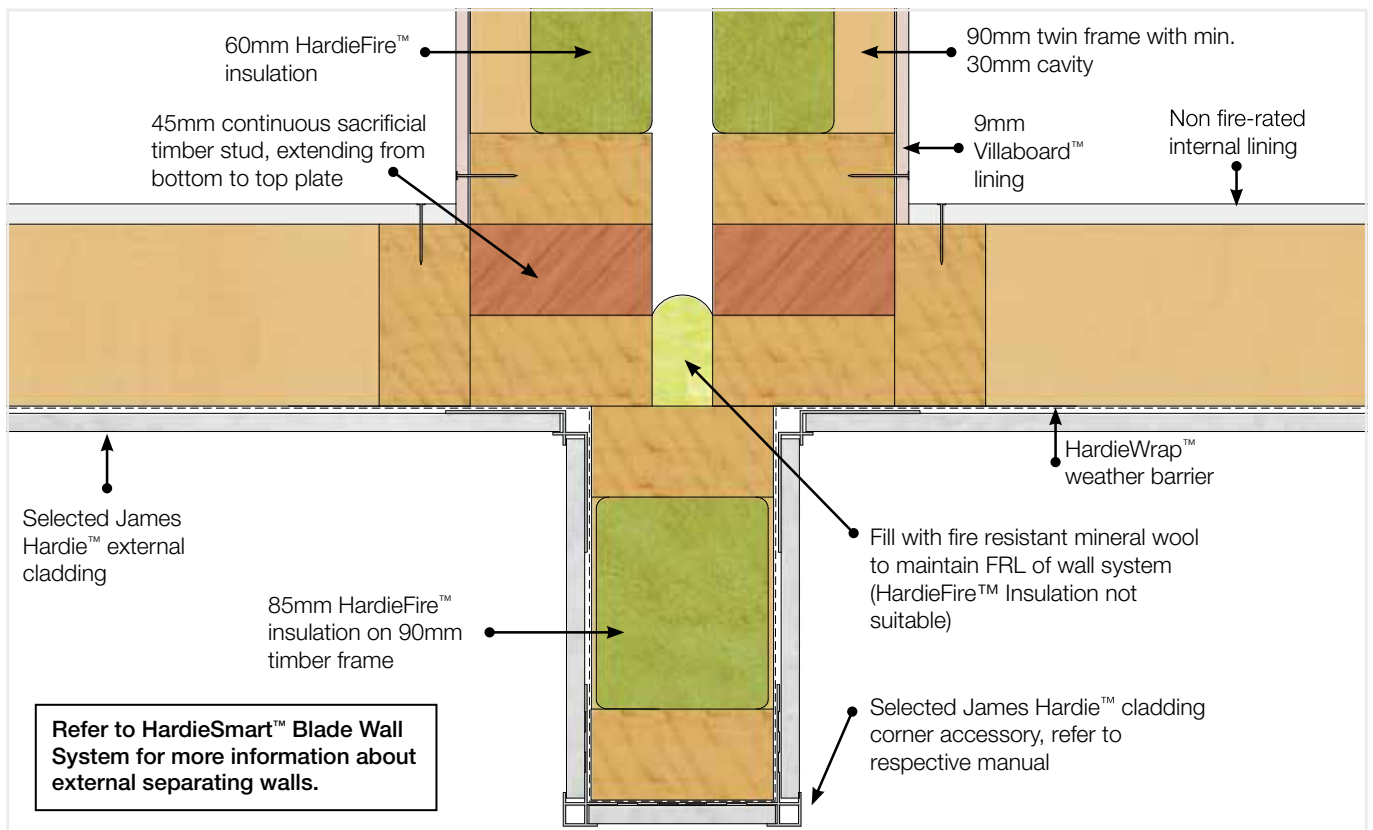 60mm HardieFire™
insulation
90mm twin frame with min.
30mm cavity
45mm continuous sacrificial
timber stud, extending from
bottom to top plate
9mm
Villaboard™
lining
Non fire-rated
internal lining
HardieWrap™
weather barrier
Selected James
Hardie™ external
cladding
Fill with fire resistant mineral wool
to maintain FRL of wall system
(HardieFire™ Insulation not
suitable)
85mm HardieFire™
insulation on 90mm
timber frame
Selected James Hardie™ cladding
corner accessory, refer to
respective manual
Refer to HardieSmart™ Blade Wall
System for more information about
external separating walls.